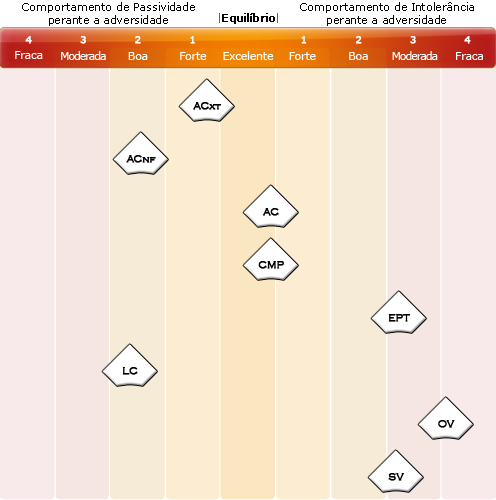 Comportamento de Passividade
perante a adversidade
|Equilíbrio|
Comportamento de Intolerância
perante a adversidade
4 3 2 1 1 2 3 4
Fraca Moderada Boa Forte Excelente Forte Boa Moderada Fraca
ACxt
ACnf
AC
CMP
EPT
LC
OV
SV